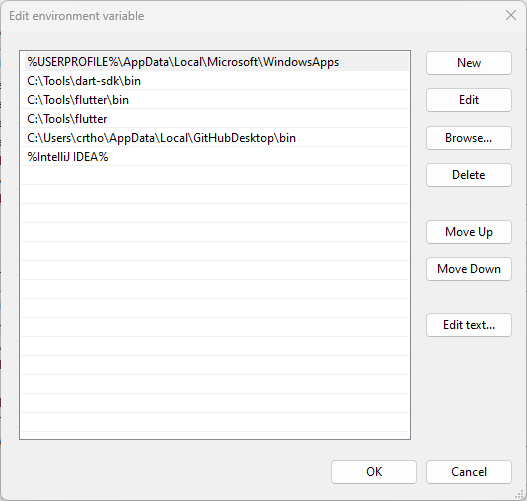 Edit environment variable
%USERPROFILE%\AppData\Local\Microsoft\WindowsApps
C:\Tools\dart-sdk\bin
C:\Tools\flutter\bin
C:\Tools\flutter
C:\Users\crtho\AppData\Local\GitHubDesktop\bin
%IntelliJ IDEA%
New
Edit
Browse...
Delete
Move Up
Move Down
Edit text...
OK
Cancel